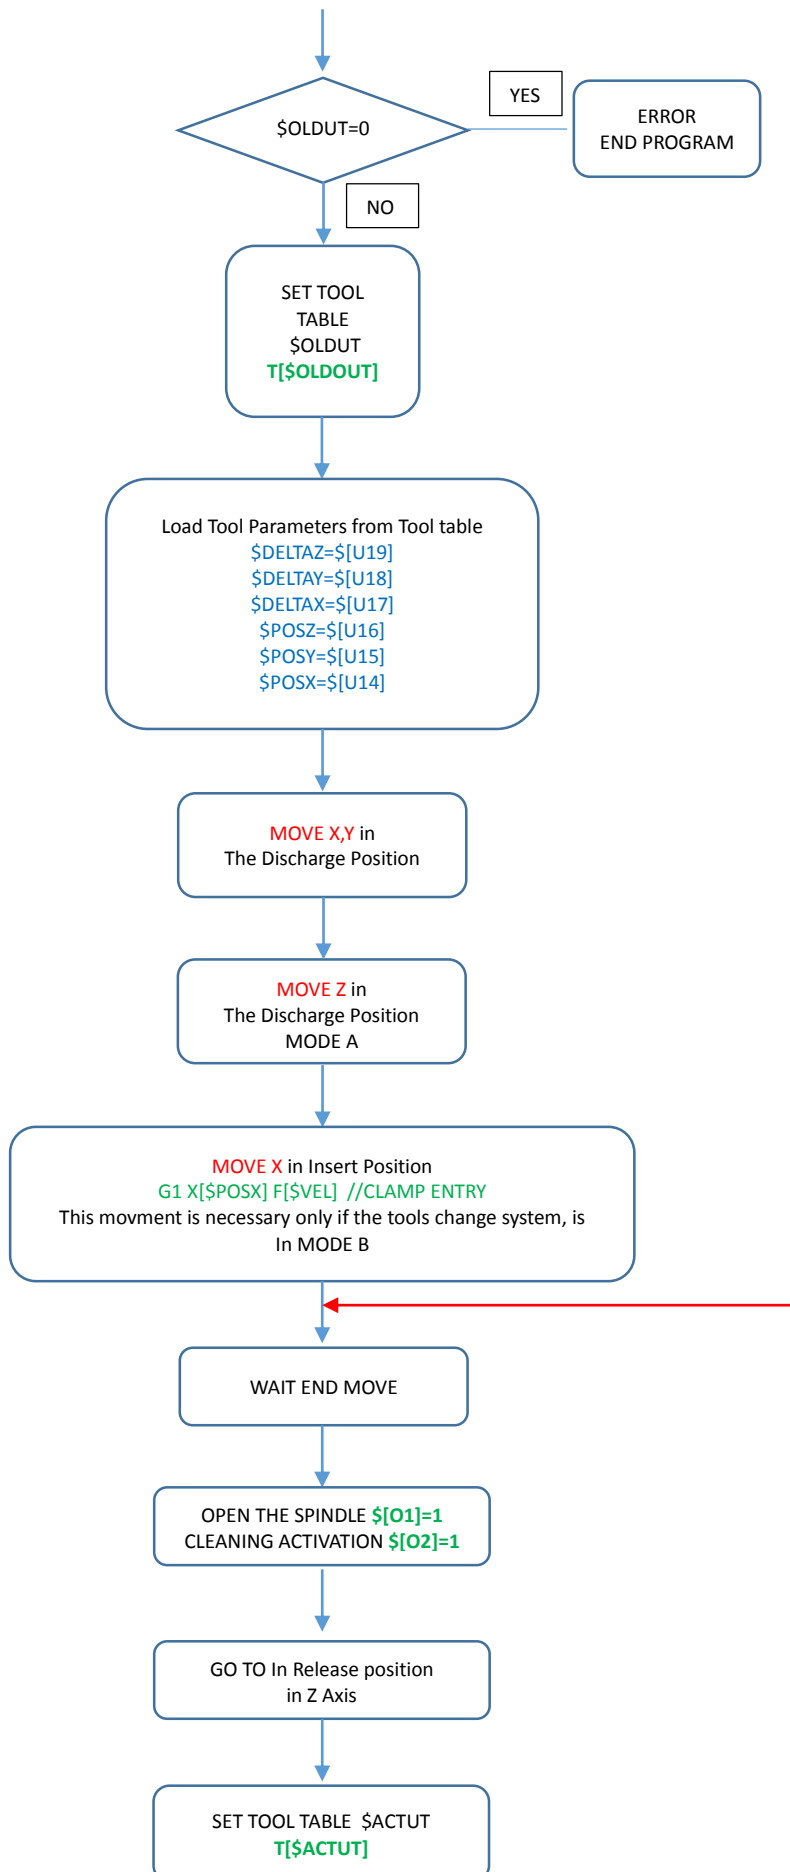 $OLDUT=0
YES
ERROR
END PROGRAM
NO
SET TOOL
TABLE
$OLDUT
T[$OLDOUT]
Load Tool Parameters from Tool table
$DELTAZ=$[U19]
$DELTAY=$[U18]
$DELTAX=$[U17]
$POSZ=$[U16]
$POSY=$[U15]
$POSX=$[U14]
MOVE X,Y in
The Discharge Position
MOVE Z in
The Discharge Position
MODE A
MOVE X in Insert Position
G1 X[$POSX] F[$VEL] //CLAMP ENTRY
This movment is necessary only if the tools change system, is
In MODE B
WAIT END MOVE
OPEN THE SPINDLE $[O1]=1
CLEANING ACTIVATION $[O2]=1
GO TO In Release position
in Z Axis
SET TOOL TABLE $ACTUT
T[$ACTUT]